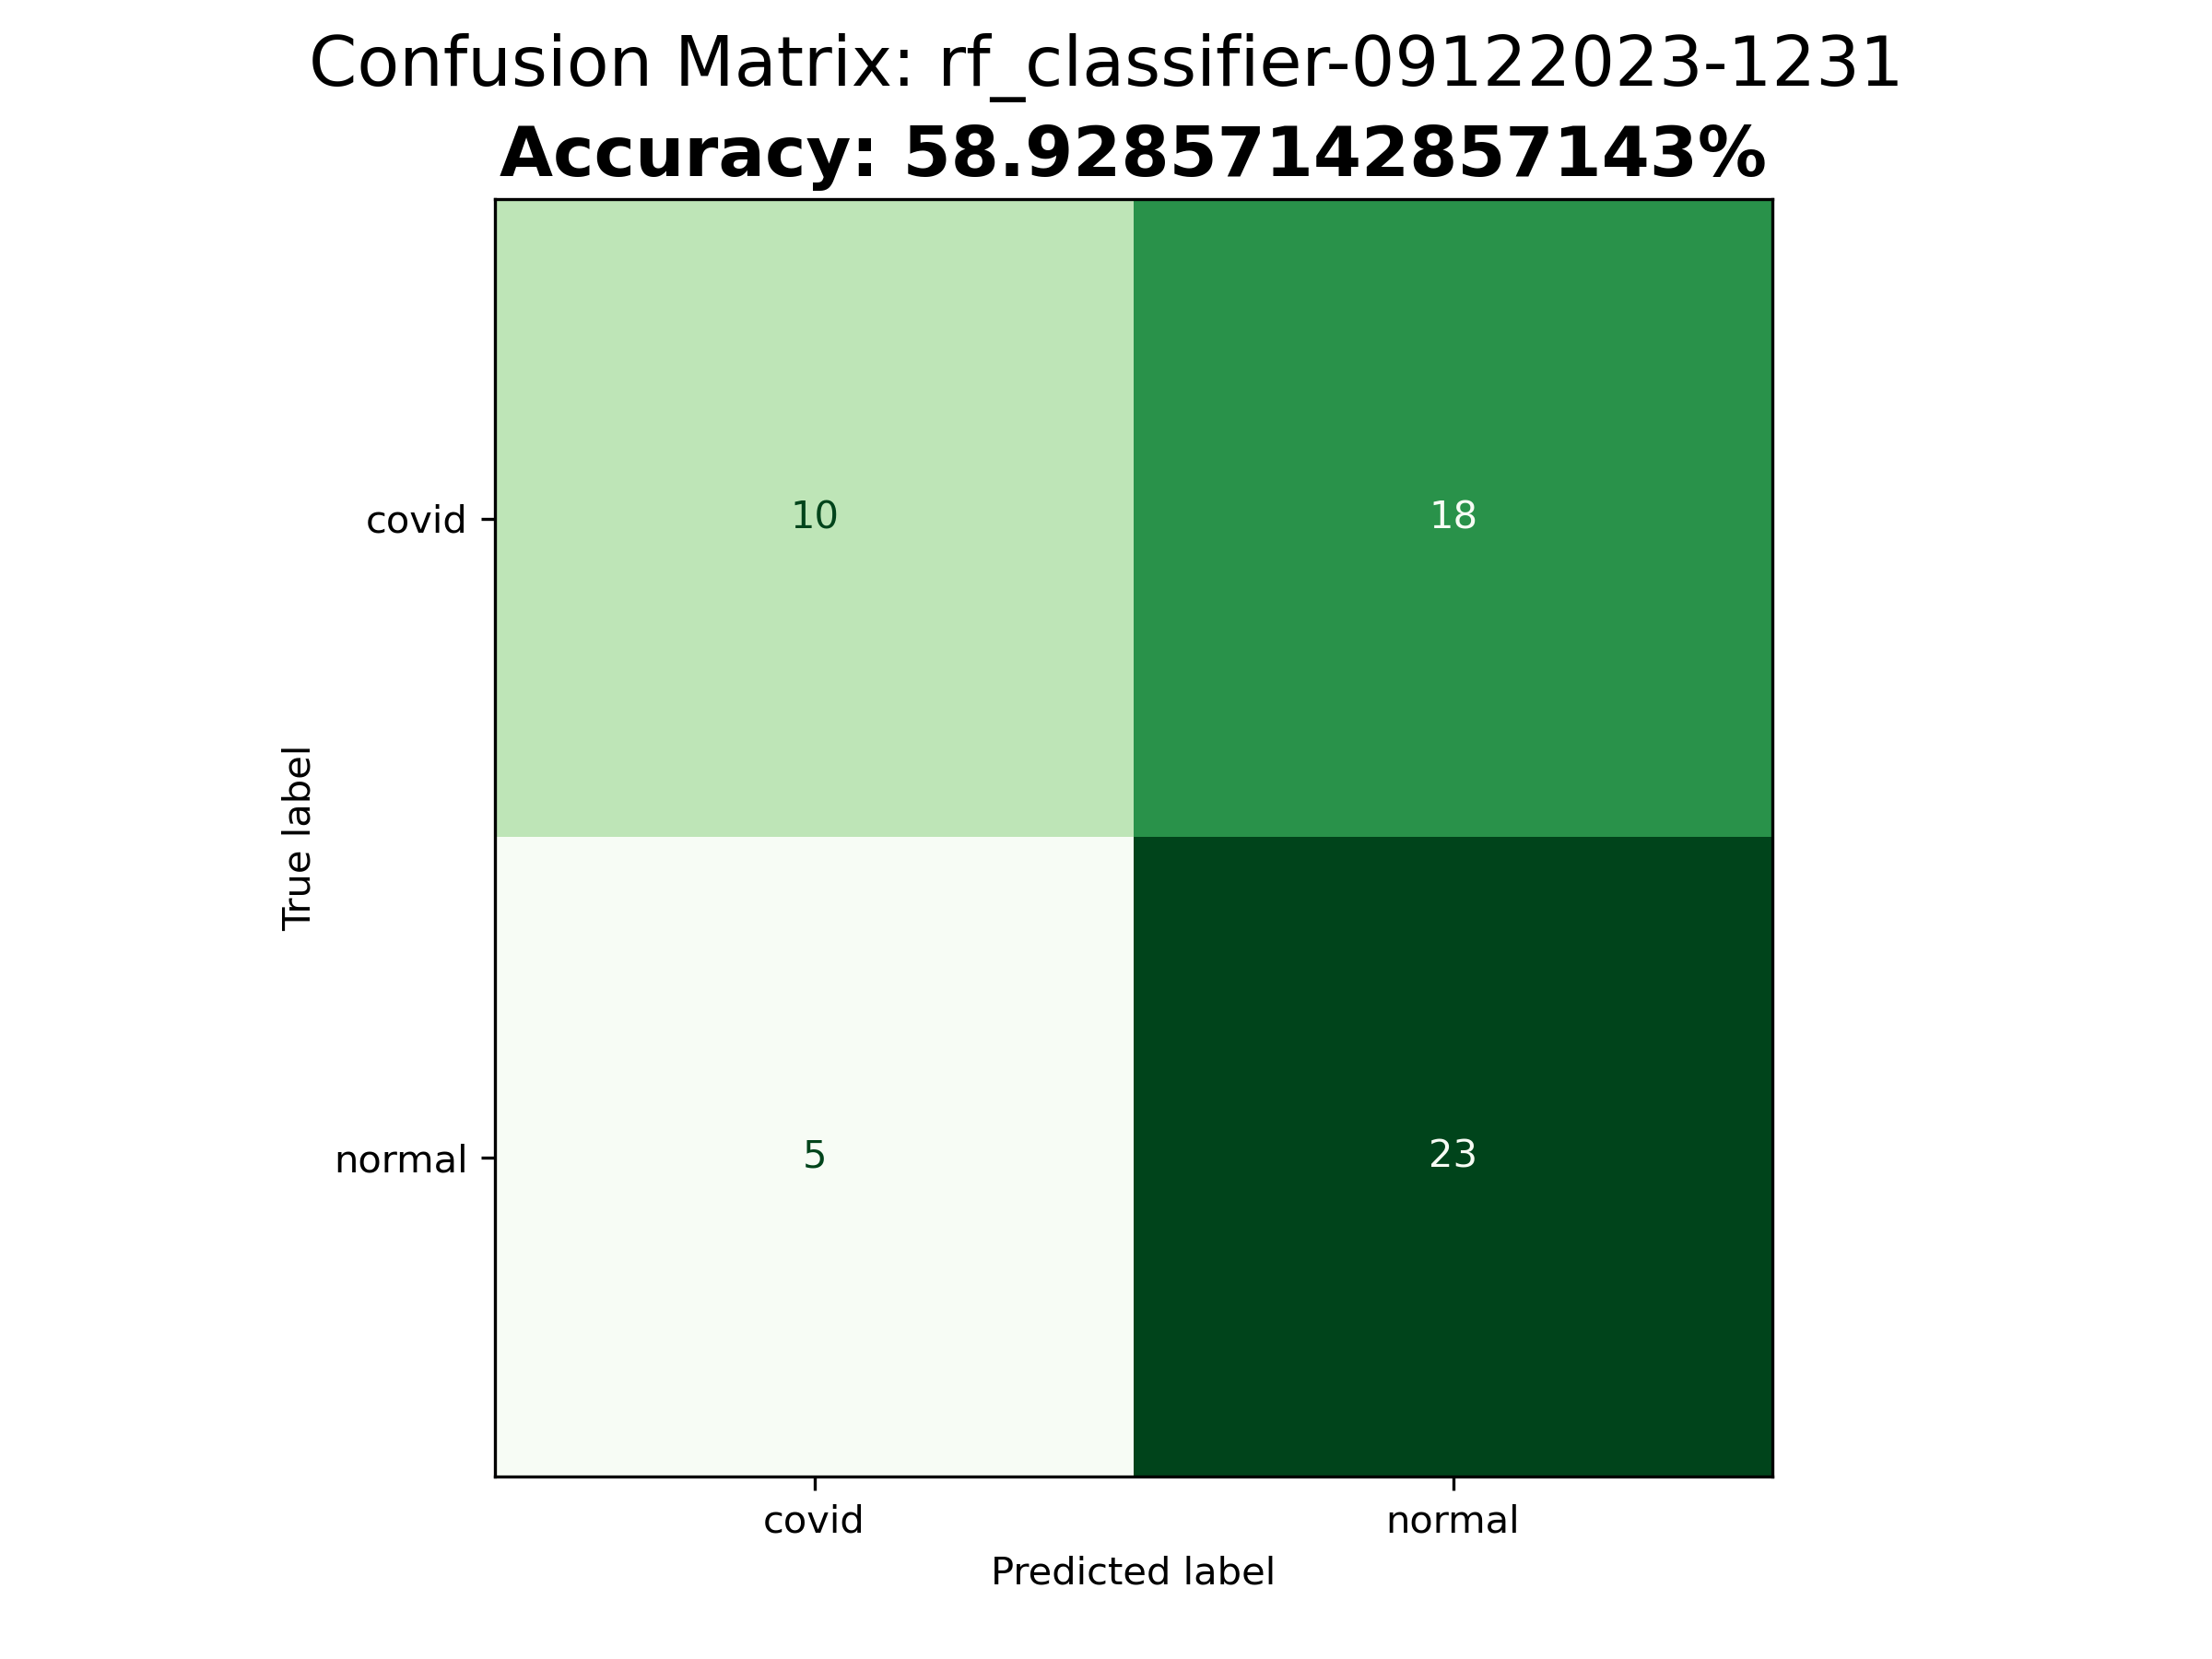 Confusion Matrix: rf_classifier-09122023-1231
Accuracy: 58.92857142857143%
covid
10
18
True label
normal
5
23
covid
normal
Predicted label